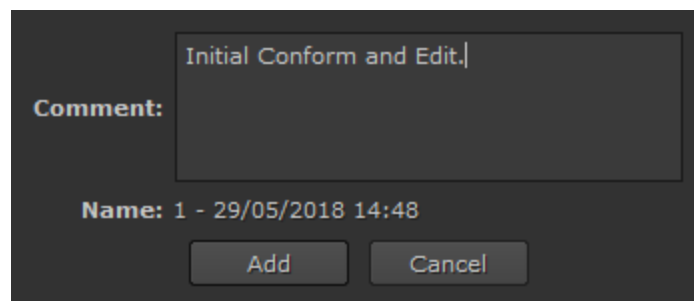 Initial Conform and Edit.
Comment:
Name: 1 - 29/05/2018 14:48
Add Cancel